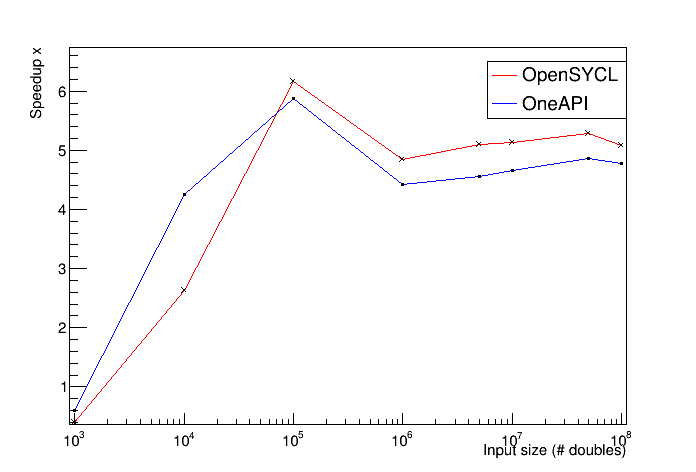 Speedup x
6
5
4
3
2
1
OpenSYCL
OneAPI
10³ 10⁴ 10⁵ 10⁶ 10⁷ 10⁸
Input size (# doubles)